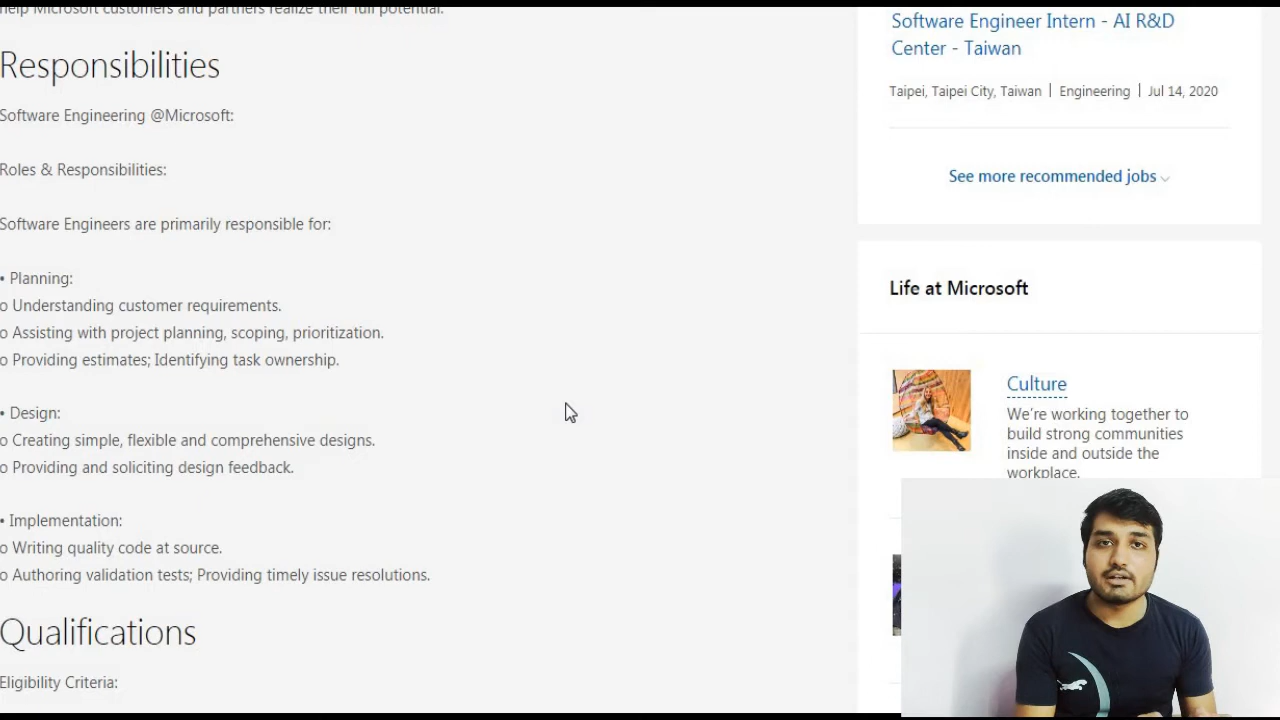 help Microsoft customers and partners realize their full potential.
Responsibilities
Software Engineering @Microsoft:
Roles & Responsibilities:
Software Engineers are primarily responsible for:
• Planning:
o Understanding customer requirements.
o Assisting with project planning, scoping, prioritization.
o Providing estimates; Identifying task ownership.
• Design:
o Creating simple, flexible and comprehensive designs.
o Providing and soliciting design feedback.
• Implementation:
o Writing quality code at source.
o Authoring validation tests; Providing timely issue resolutions.
Qualifications
Eligibility Criteria:
Software Engineer Intern - AI R&D
Center - Taiwan
Taipei, Taipei City, Taiwan | Engineering | Jul 14, 2020
See more recommended jobs
Life at Microsoft
Culture
We're working together to
build strong communities
inside and outside the
workplace.